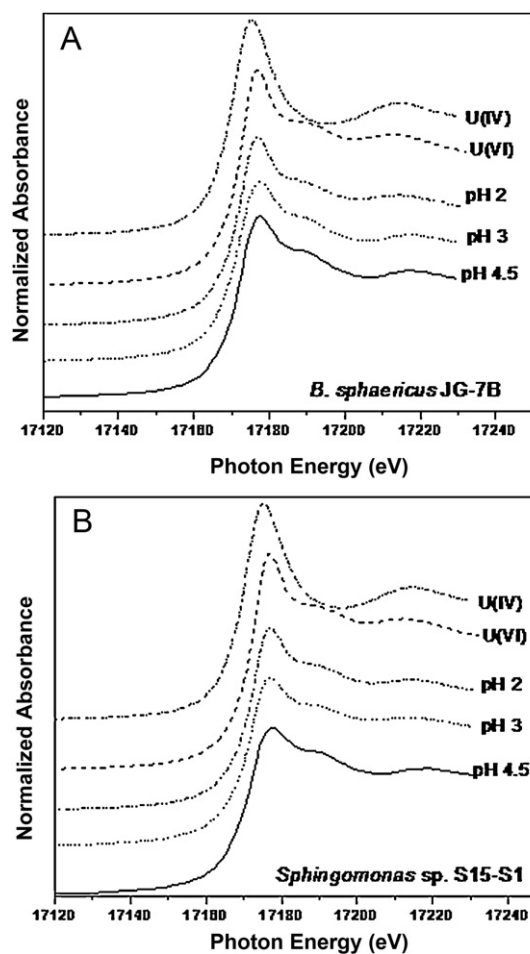 A
Normalized Absorbance
U(IV)
U(VI)
pH 2
pH 3
pH 4.5
B. sphaericus JG-7B
17120 17140 17160 17180 17200 17220 17240
Photon Energy (eV)
B
Normalized Absorbance
U(IV)
U(VI)
pH 2
pH 3
pH 4.5
Sphingomonas sp. S15-S1
17120 17140 17160 17180 17200 17220 17240
Photon Energy (eV)